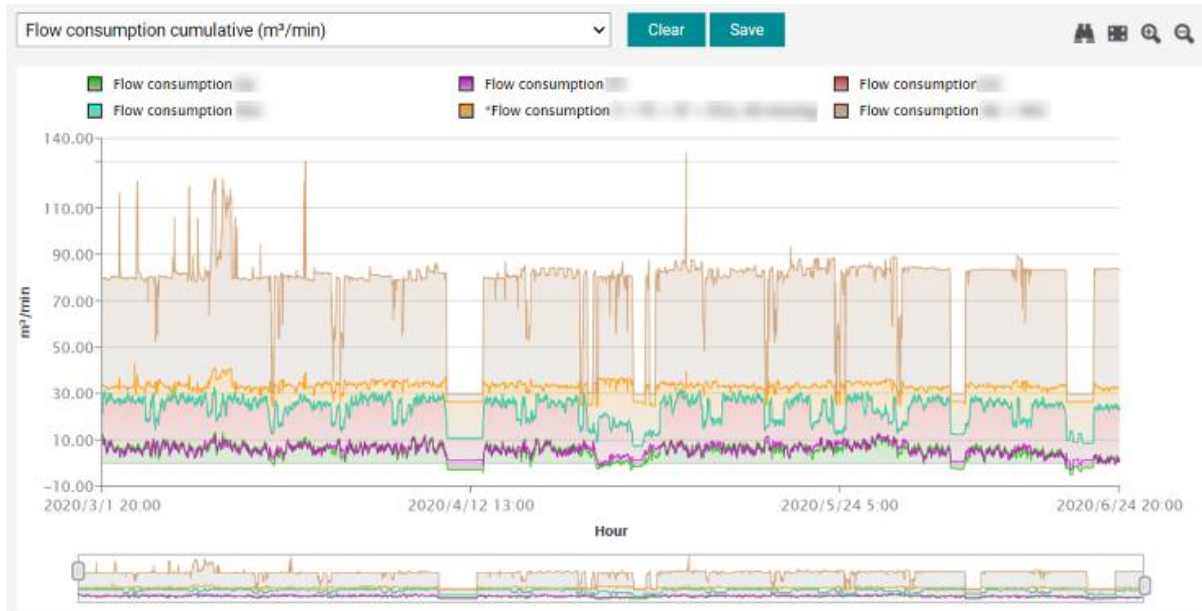 Flow consumption cumulative (m³/min) Clear Save
Flow consumption Flow consumption Flow consumption
Flow consumption *Flow consumption Flow consumption
140.00
110.00
90.00
70.00
50.00
30.00
10.00
-10.00
m³/min
2020/3/1 20:00 2020/4/12 13:00 2020/5/24 5:00 2020/6/24 20:00
Hour